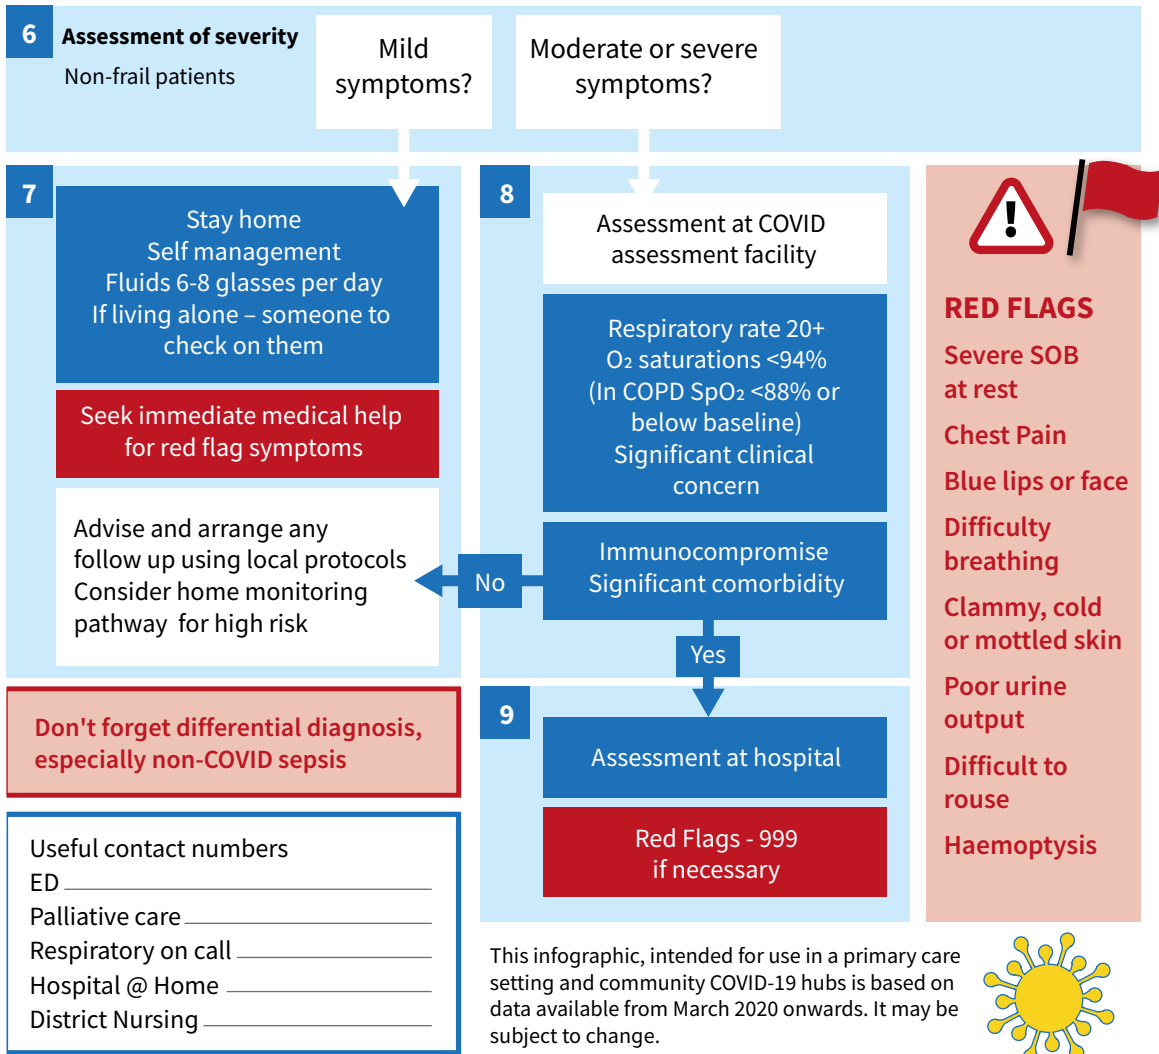 6
Assessment of severity
Non-frail patients
Mild
symptoms?
Moderate or severe
symptoms?
7
Stay home
Self management
Fluids 6-8 glasses per day
If living alone – someone to
check on them
Seek immediate medical help
for red flag symptoms
Advise and arrange any
follow up using local protocols
Consider home monitoring
pathway for high risk
8
Assessment at COVID
assessment facility
Respiratory rate 20+
O₂ saturations <94%
(In COPD SpO₂ <88% or
below baseline)
Significant clinical
concern
Immunocompromise
Significant comorbidity
No
Yes
9
Assessment at hospital
Red Flags - 999
if necessary
!
RED FLAGS
Severe SOB
at rest
Chest Pain
Blue lips or face
Difficulty
breathing
Clammy, cold
or mottled skin
Poor urine
output
Difficult to
rouse
Haemoptysis
Don't forget differential diagnosis,
especially non-COVID sepsis
Useful contact numbers
ED
Palliative care
Respiratory on call
Hospital @ Home
District Nursing
This infographic, intended for use in a primary care
setting and community COVID-19 hubs is based on
data available from March 2020 onwards. It may be
subject to change.